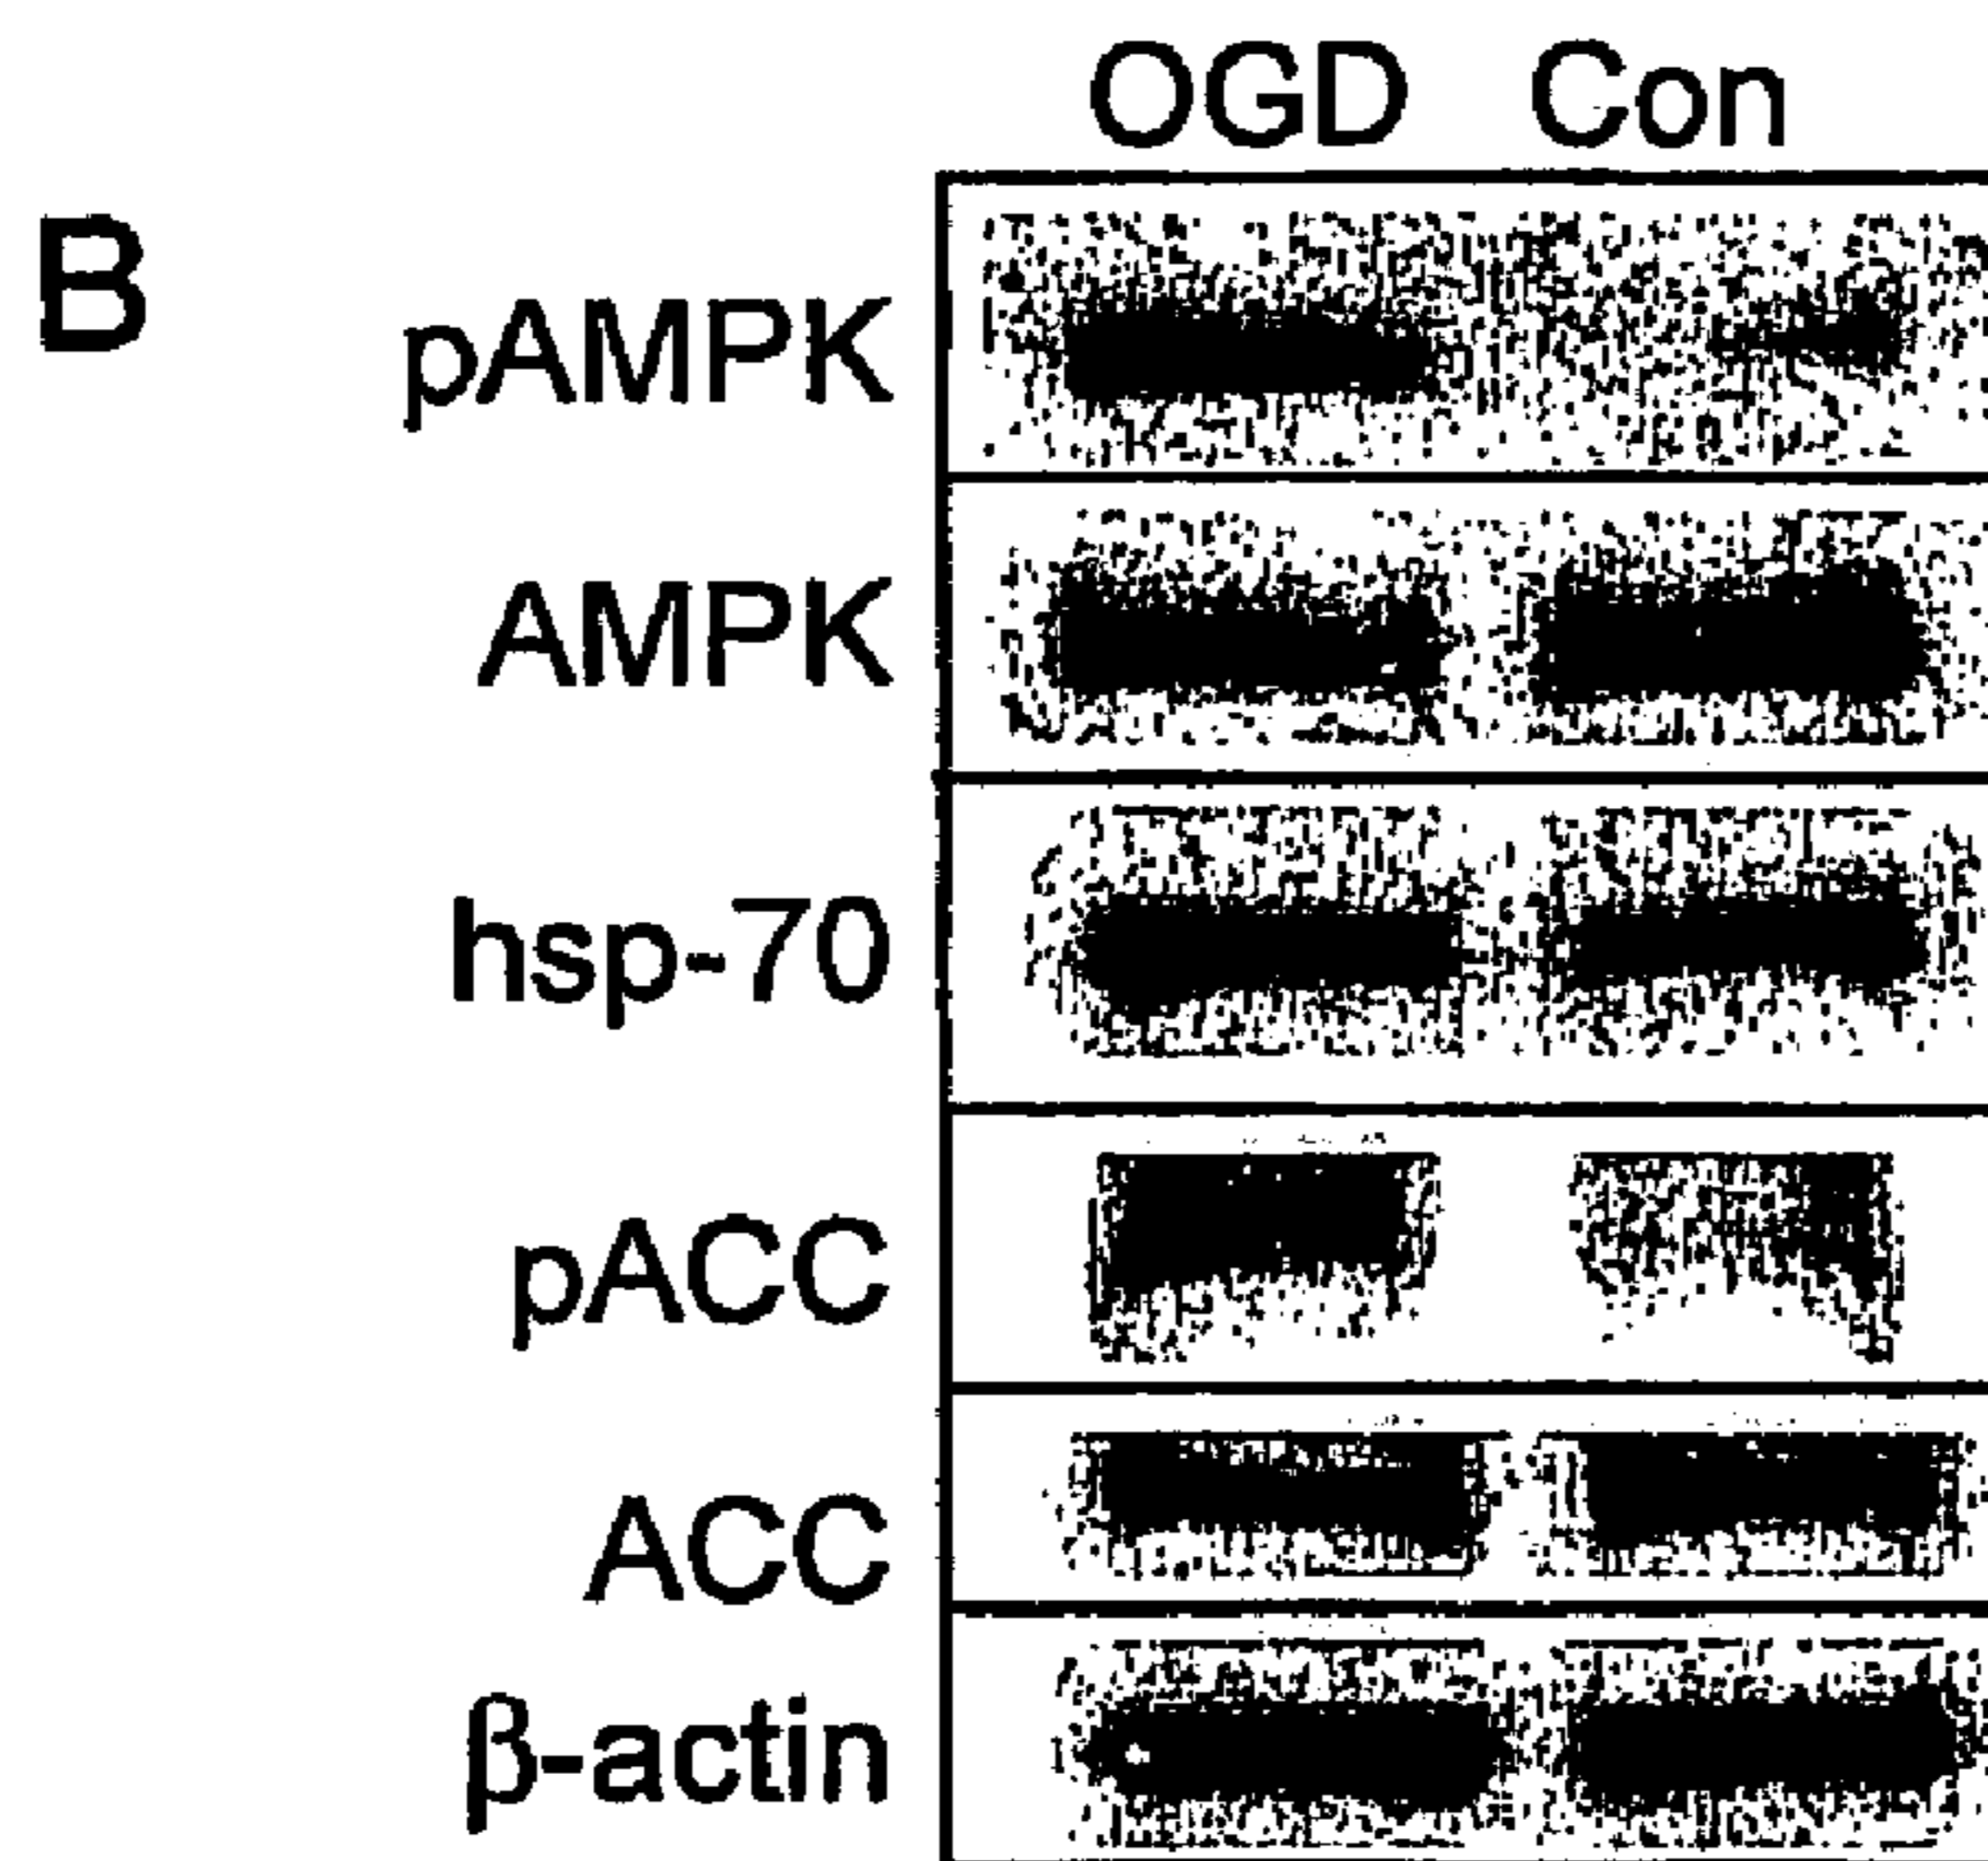 OGD Con
B
pAMPK
AMPK
hsp-70
pACC
ACC
β-actin